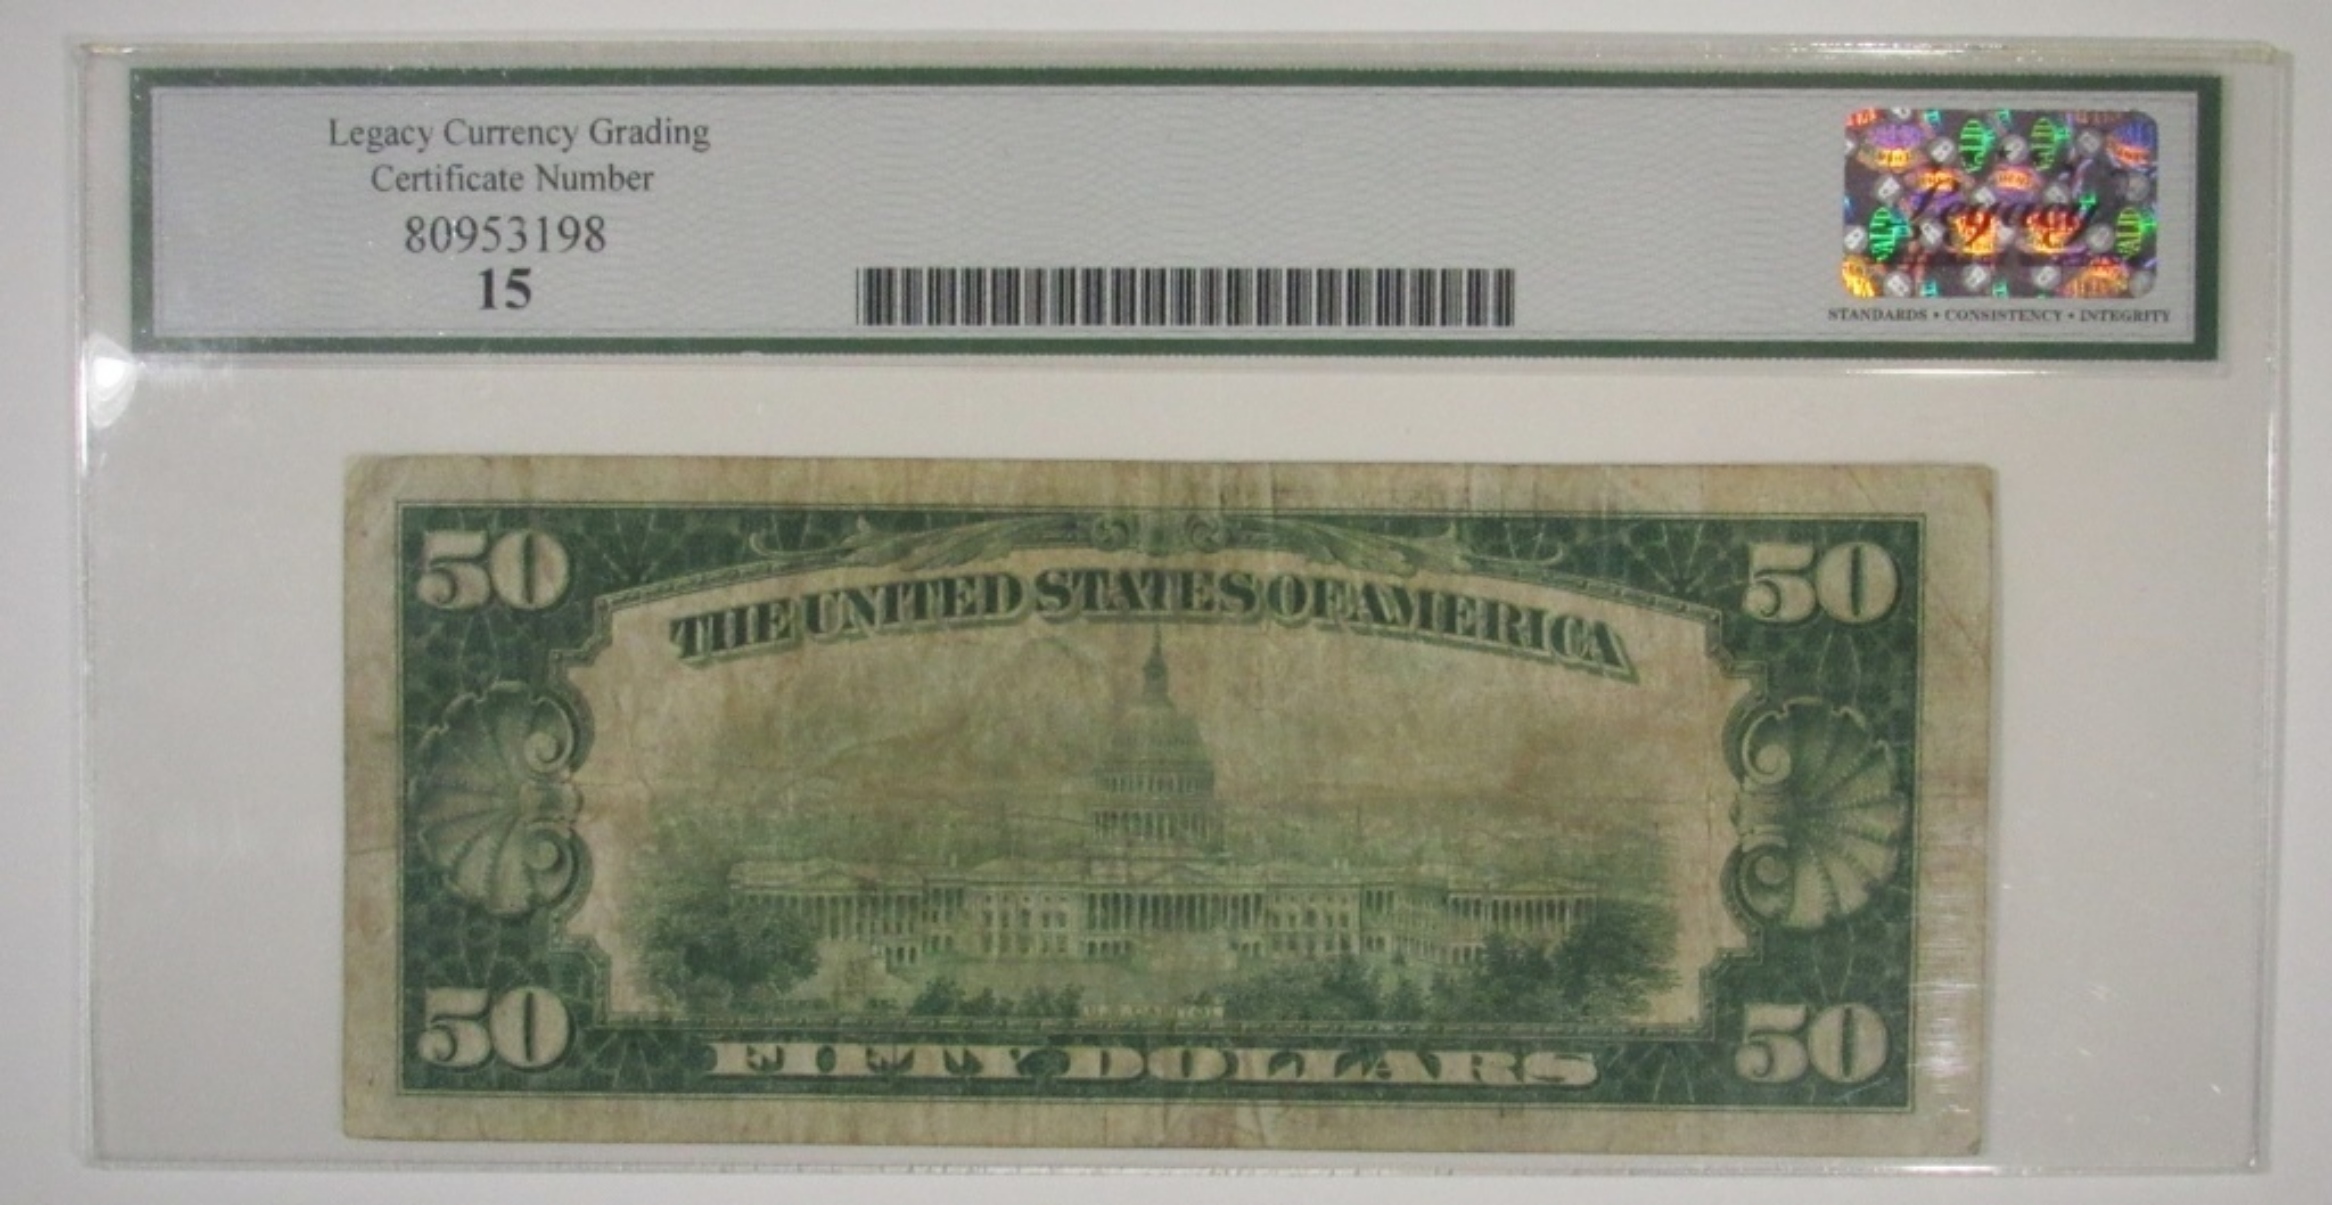 Legacy Currency Grading
Certificate Number
80953198
15
Legacy
STANDARDS • CONSISTENCY • INTEGRITY
50 50
THE UNITED STATES OF AMERICA
50 50
FIFTY DOLLARS